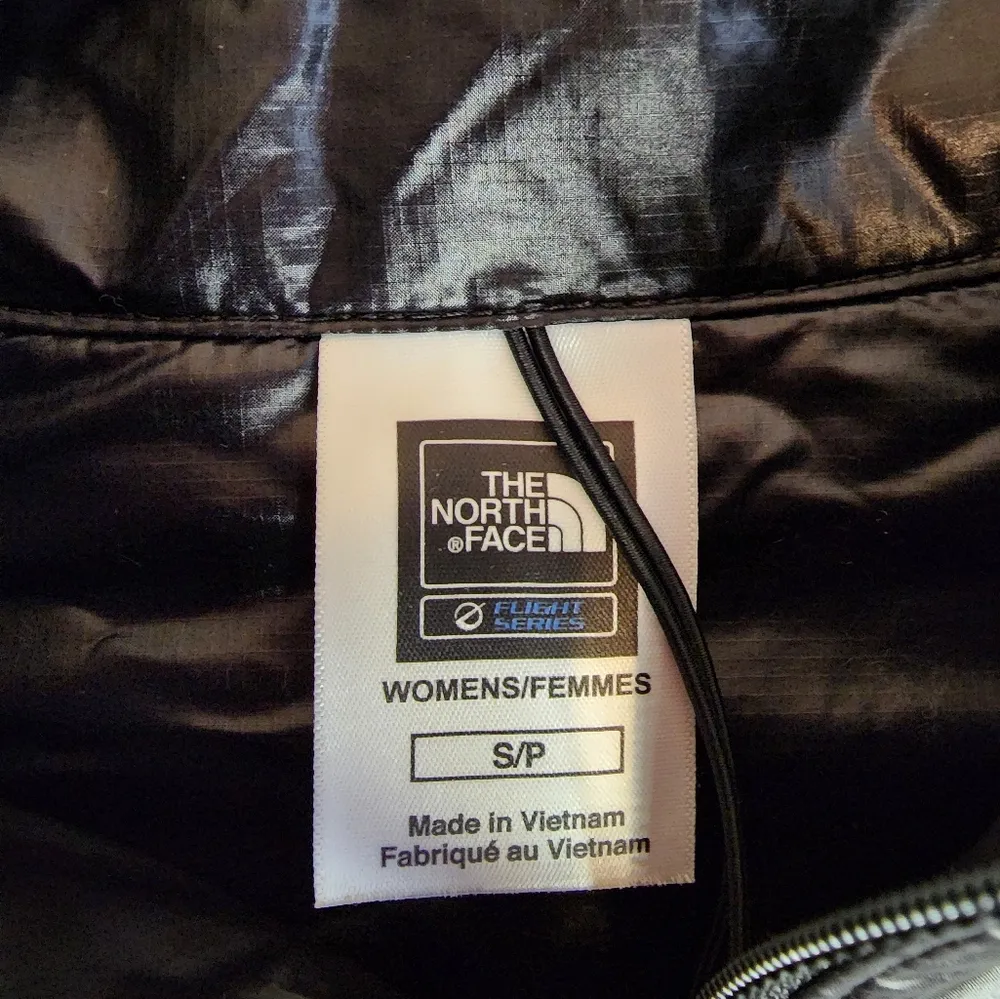 THE
NORTH
®FACE
FLIGHT
SERIES
WOMENS/FEMMES
S/P
Made in Vietnam
Fabriqué au Vietnam